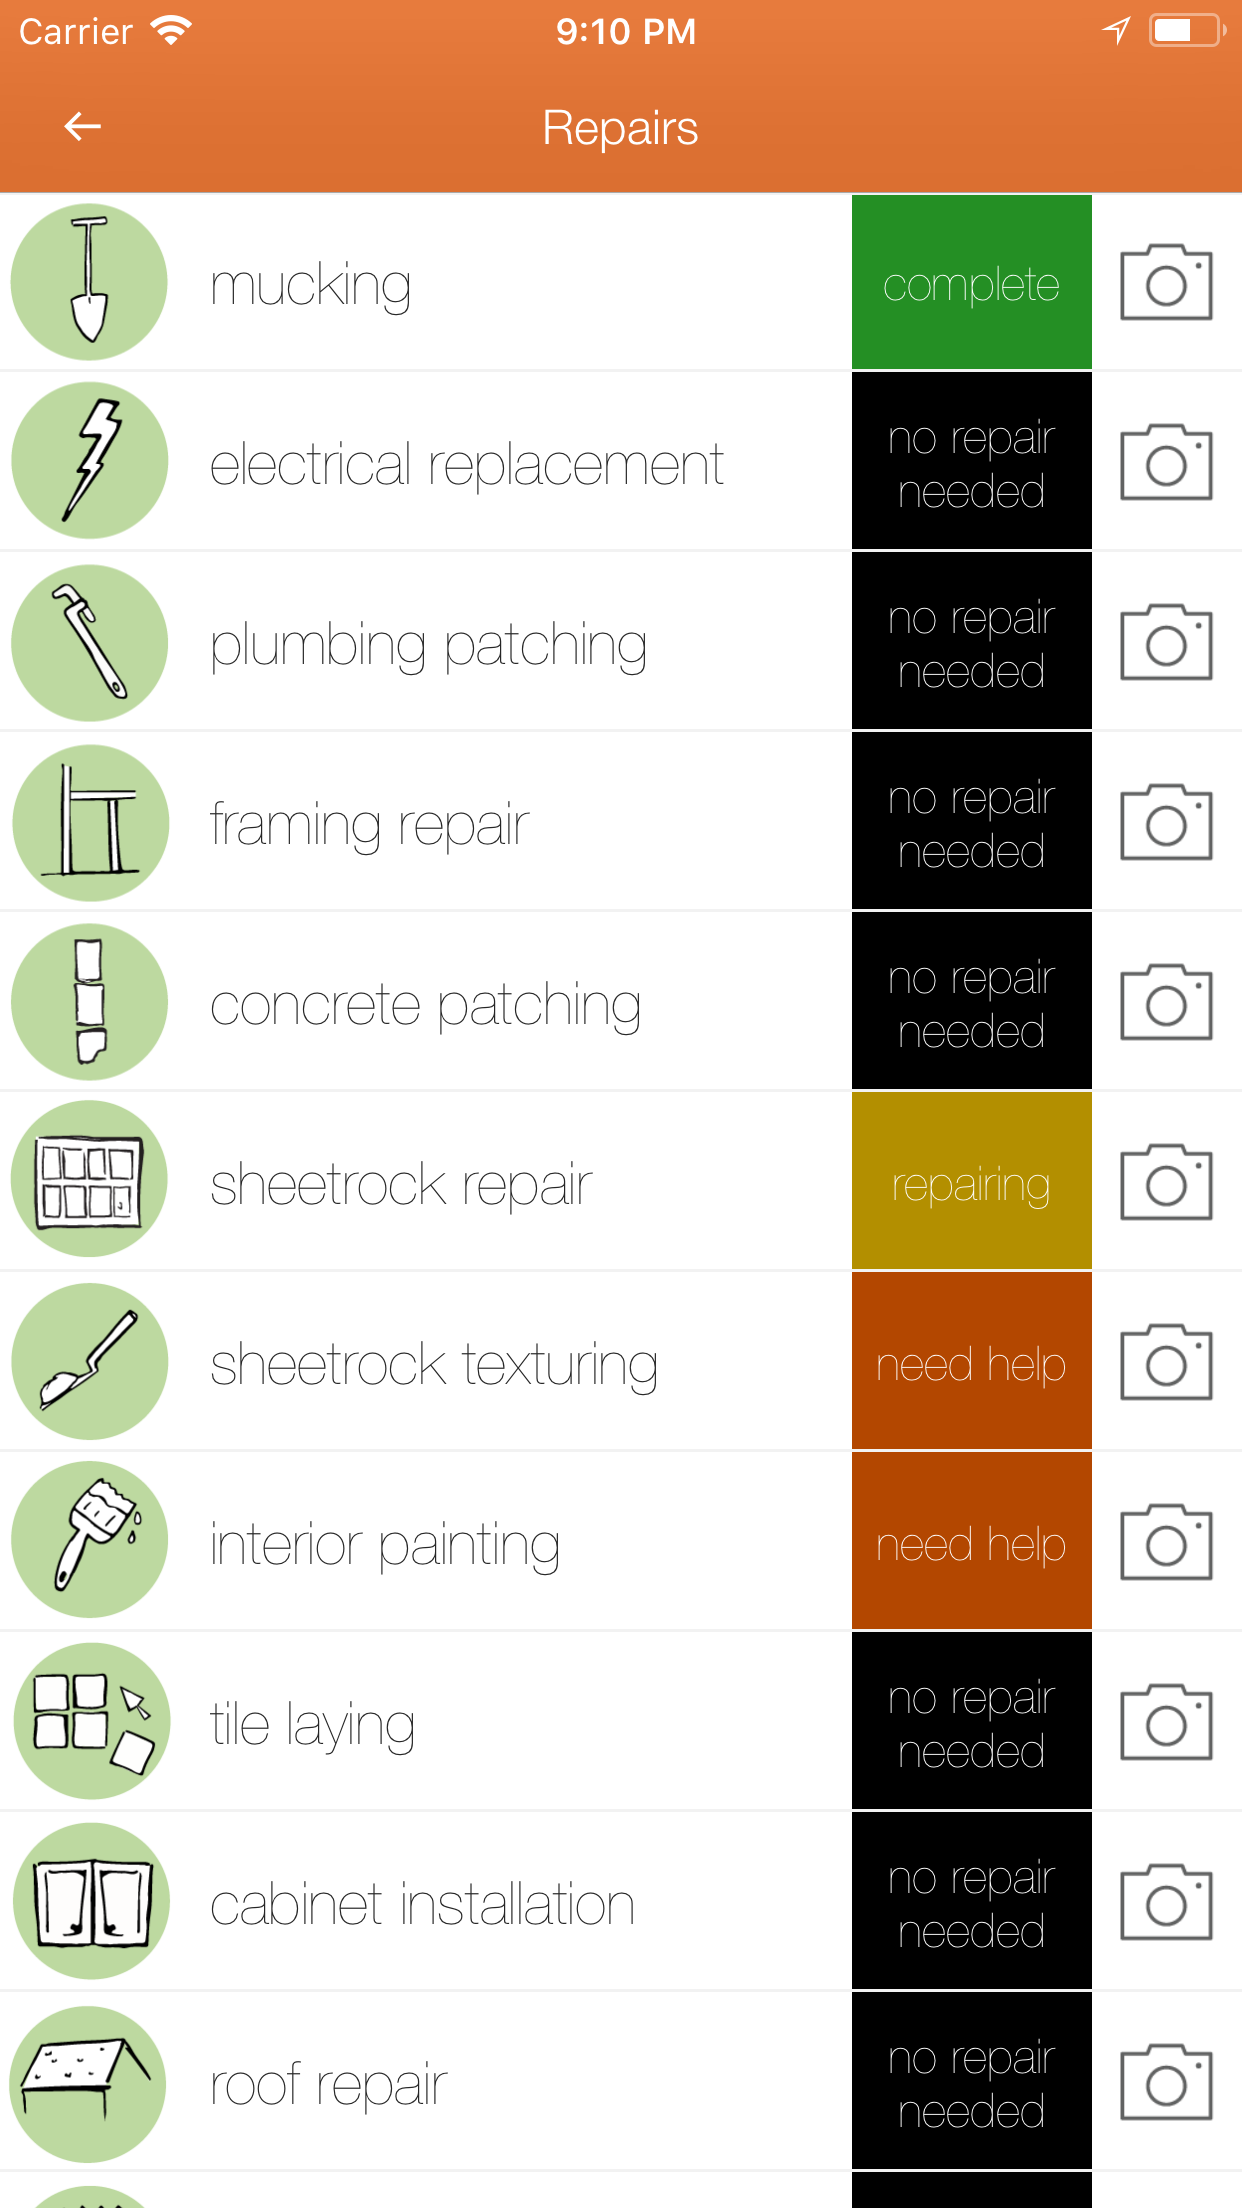 Carrier 9:10 PM
Repairs
mucking complete
electrical replacement no repair
needed
plumbing patching no repair
needed
framing repair no repair
needed
concrete patching no repair
needed
sheetrock repair repairing
sheetrock texturing need help
interior painting need help
tile laying no repair
needed
cabinet installation no repair
needed
roof repair no repair
needed